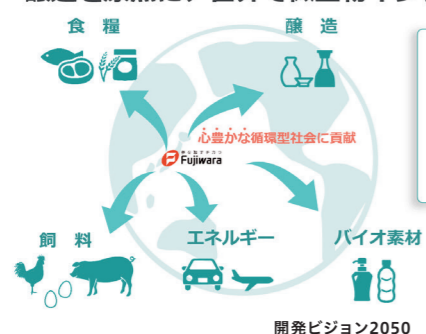 食糧
醸造
心豊かな循環型社会に貢献
Fujiwara
飼料
エネルギー
バイオ素材
開発ビジョン2050